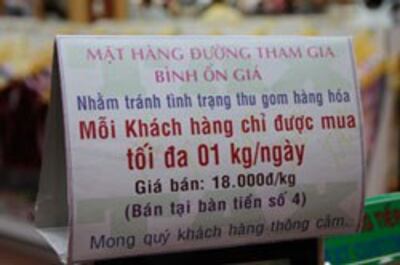 MẶT HÀNG ĐƯỜNG THAM GIA
BÌNH ỔN GIÁ
Nhằm tránh tình trạng thu gom hàng hóa
Mỗi Khách hàng chỉ được mua
tối đa 01 kg/ngày
Giá bán: 18.000đ/kg
(Bán tại bàn tiền số 4)
Mong quý khách hàng thông cảm...